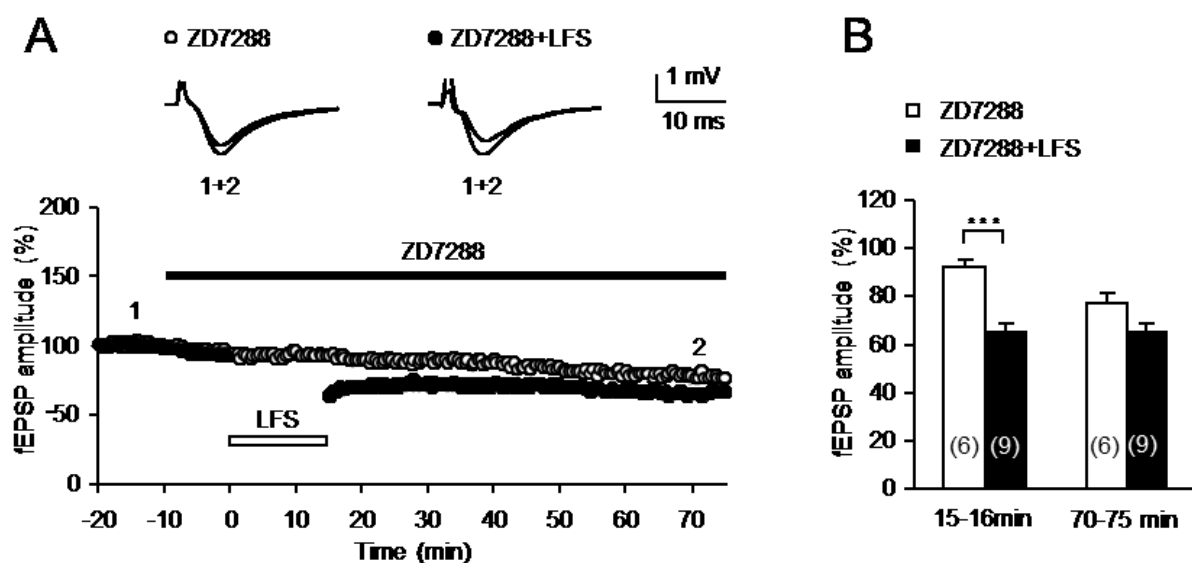 A
ZD7288
ZD7288+LFS
1 mV
10 ms
1+2
1+2
fEPSP amplitude (%)
200
150
100
50
0
ZD7288
1
2
LFS
-20 -10 0 10 20 30 40 50 60 70
Time (min)
B
ZD7288
ZD7288+LFS
fEPSP amplitude (%)
120
100
80
60
40
20
0
***
(6) (9) (6) (9)
15-16min 70-75 min